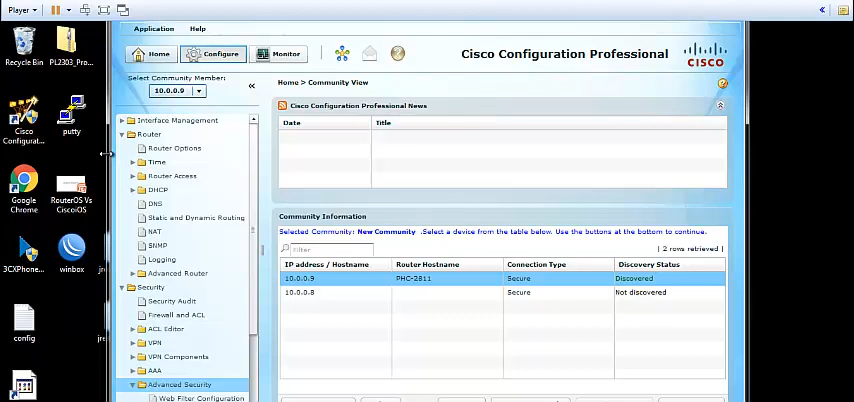 Player
Application Help
Home Configure Monitor
Cisco Configuration Professional
CISCO
Select Community Member:
10.0.0.9
Home > Community View
Cisco Configuration Professional News
Date Title
Community Information
Selected Community: New Community .Select a device from the table below. Use the buttons at the bottom to continue.
Filter
| 2 rows retrieved |
IP address / Hostname Router Hostname Connection Type Discovery Status
10.0.0.9 PHC-2811 Secure Discovered
10.0.0.8 Secure Not discovered
Interface Management
Router
Router Options
Time
Router Access
DHCP
DNS
Static and Dynamic Routing
NAT
SNMP
Logging
Advanced Router
Security
Security Audit
Firewall and ACL
ACL Editor
VPN
VPN Components
AAA
Advanced Security
Web Filter Configuration
Recycle Bin
PL2303_Pro...
Cisco
Configurat...
putty
Google
Chrome
RouterOS Vs
CiscoiOS
3CXPhone...
winbox
config